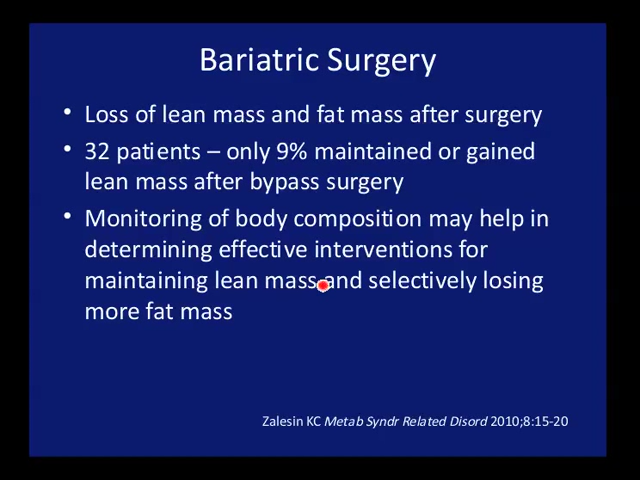 Bariatric Surgery
• Loss of lean mass and fat mass after surgery
• 32 patients – only 9% maintained or gained
lean mass after bypass surgery
• Monitoring of body composition may help in
determining effective interventions for
maintaining lean mass and selectively losing
more fat mass
Zalesin KC Metab Syndr Related Disord 2010;8:15-20